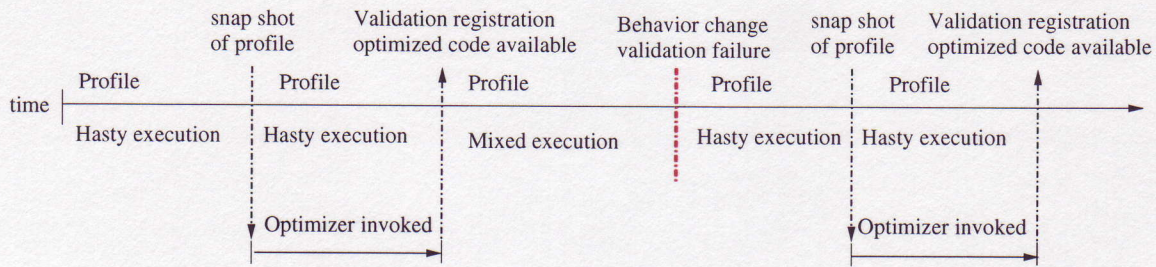 snap shot
of profile
Validation registration
optimized code available
Behavior change
validation failure
snap shot
of profile
Validation registration
optimized code available
Profile
Profile
Profile
Profile
Profile
time
Hasty execution
Hasty execution
Mixed execution
Hasty execution
Hasty execution
Optimizer invoked
Optimizer invoked